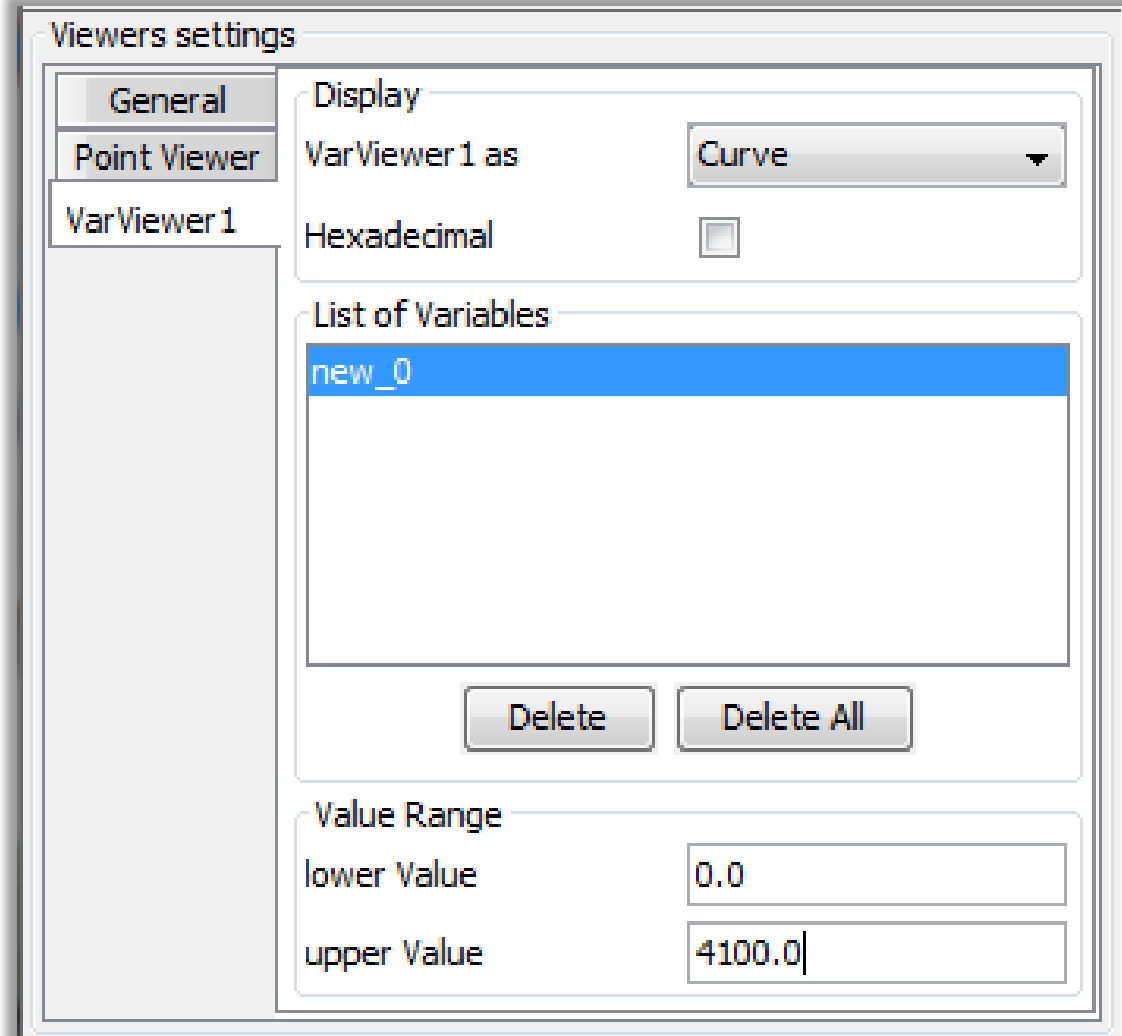 Viewers settings
General
Point Viewer
VarViewer1
Display
VarViewer1 as
Curve
Hexadecimal
List of Variables
new_0
Delete
Delete All
Value Range
lower Value
0.0
upper Value
4100.0